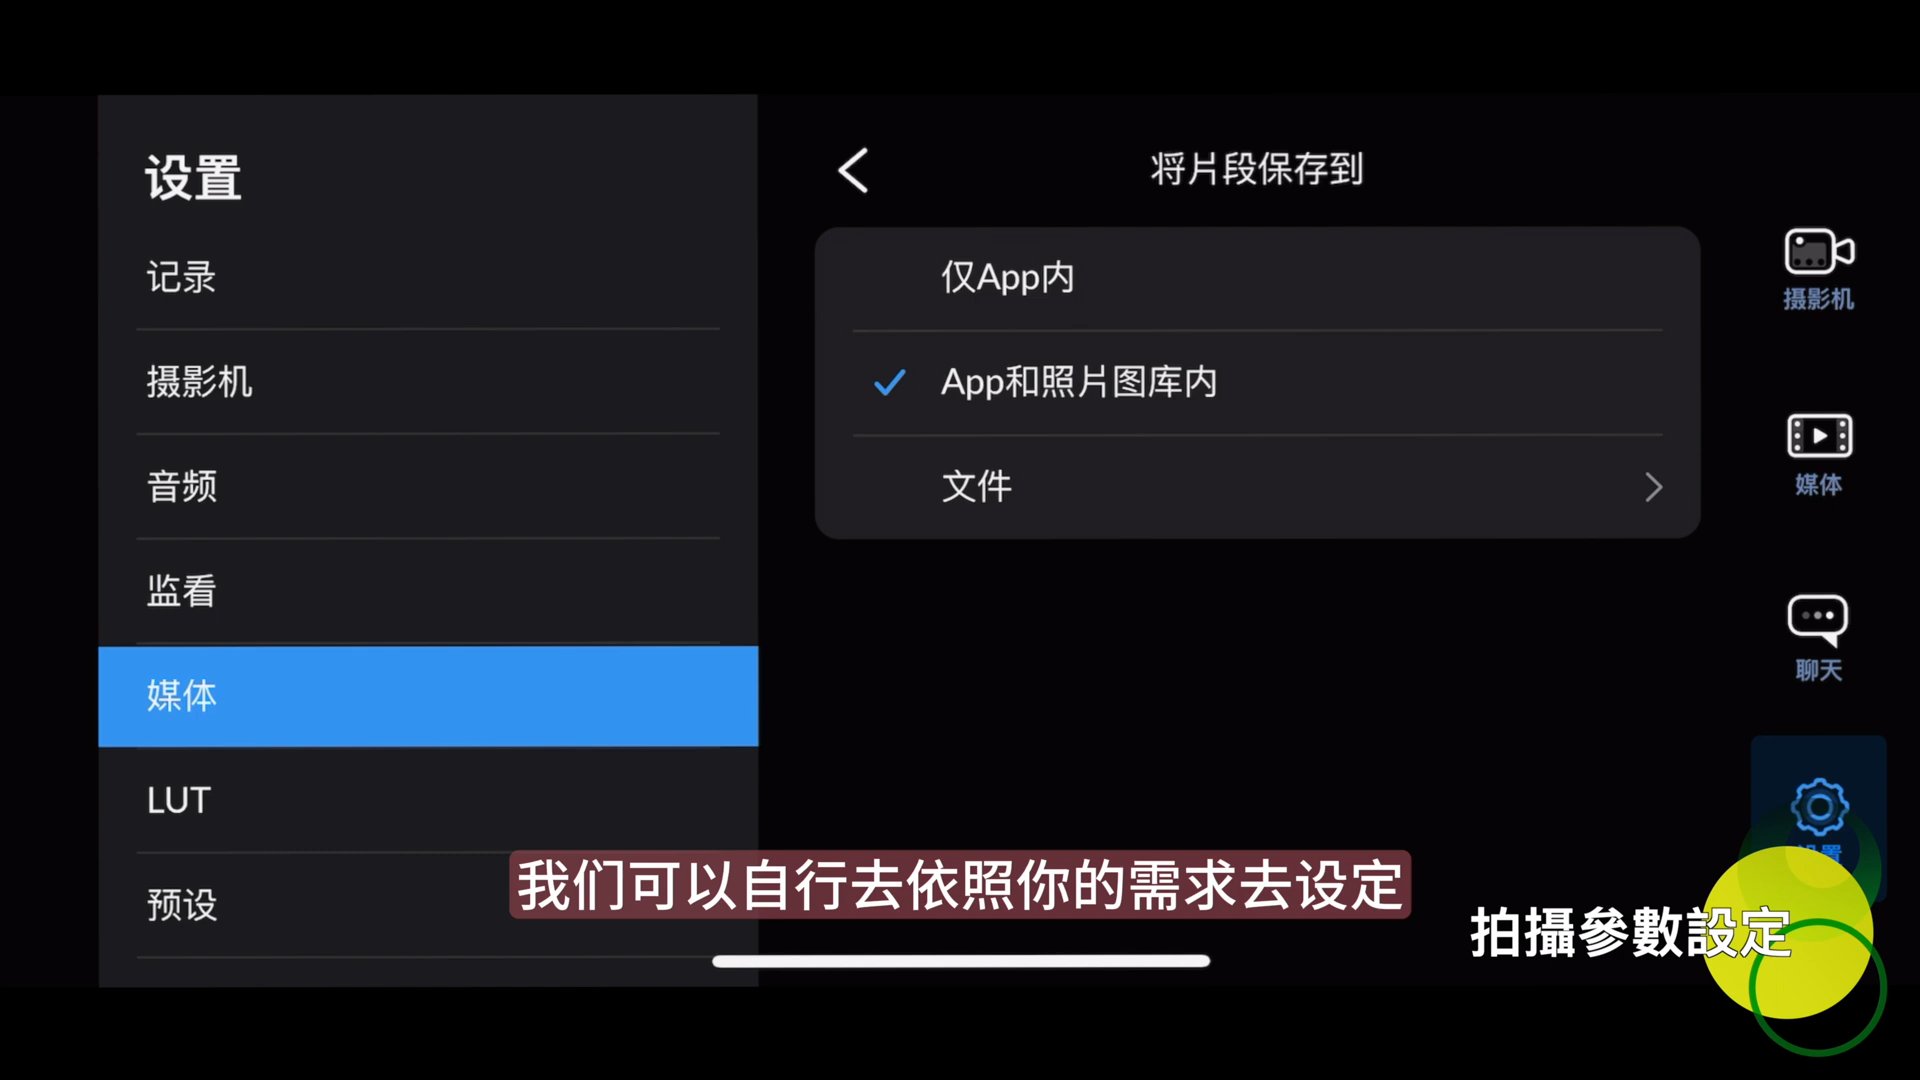 设置
记录
摄影机
音频
监看
媒体
LUT
预设
将片段保存到
仅App内
App和照片图库内
文件
摄影机
媒体
聊天
设置
我们可以自行去依照你的需求去设定
拍攝參數設定